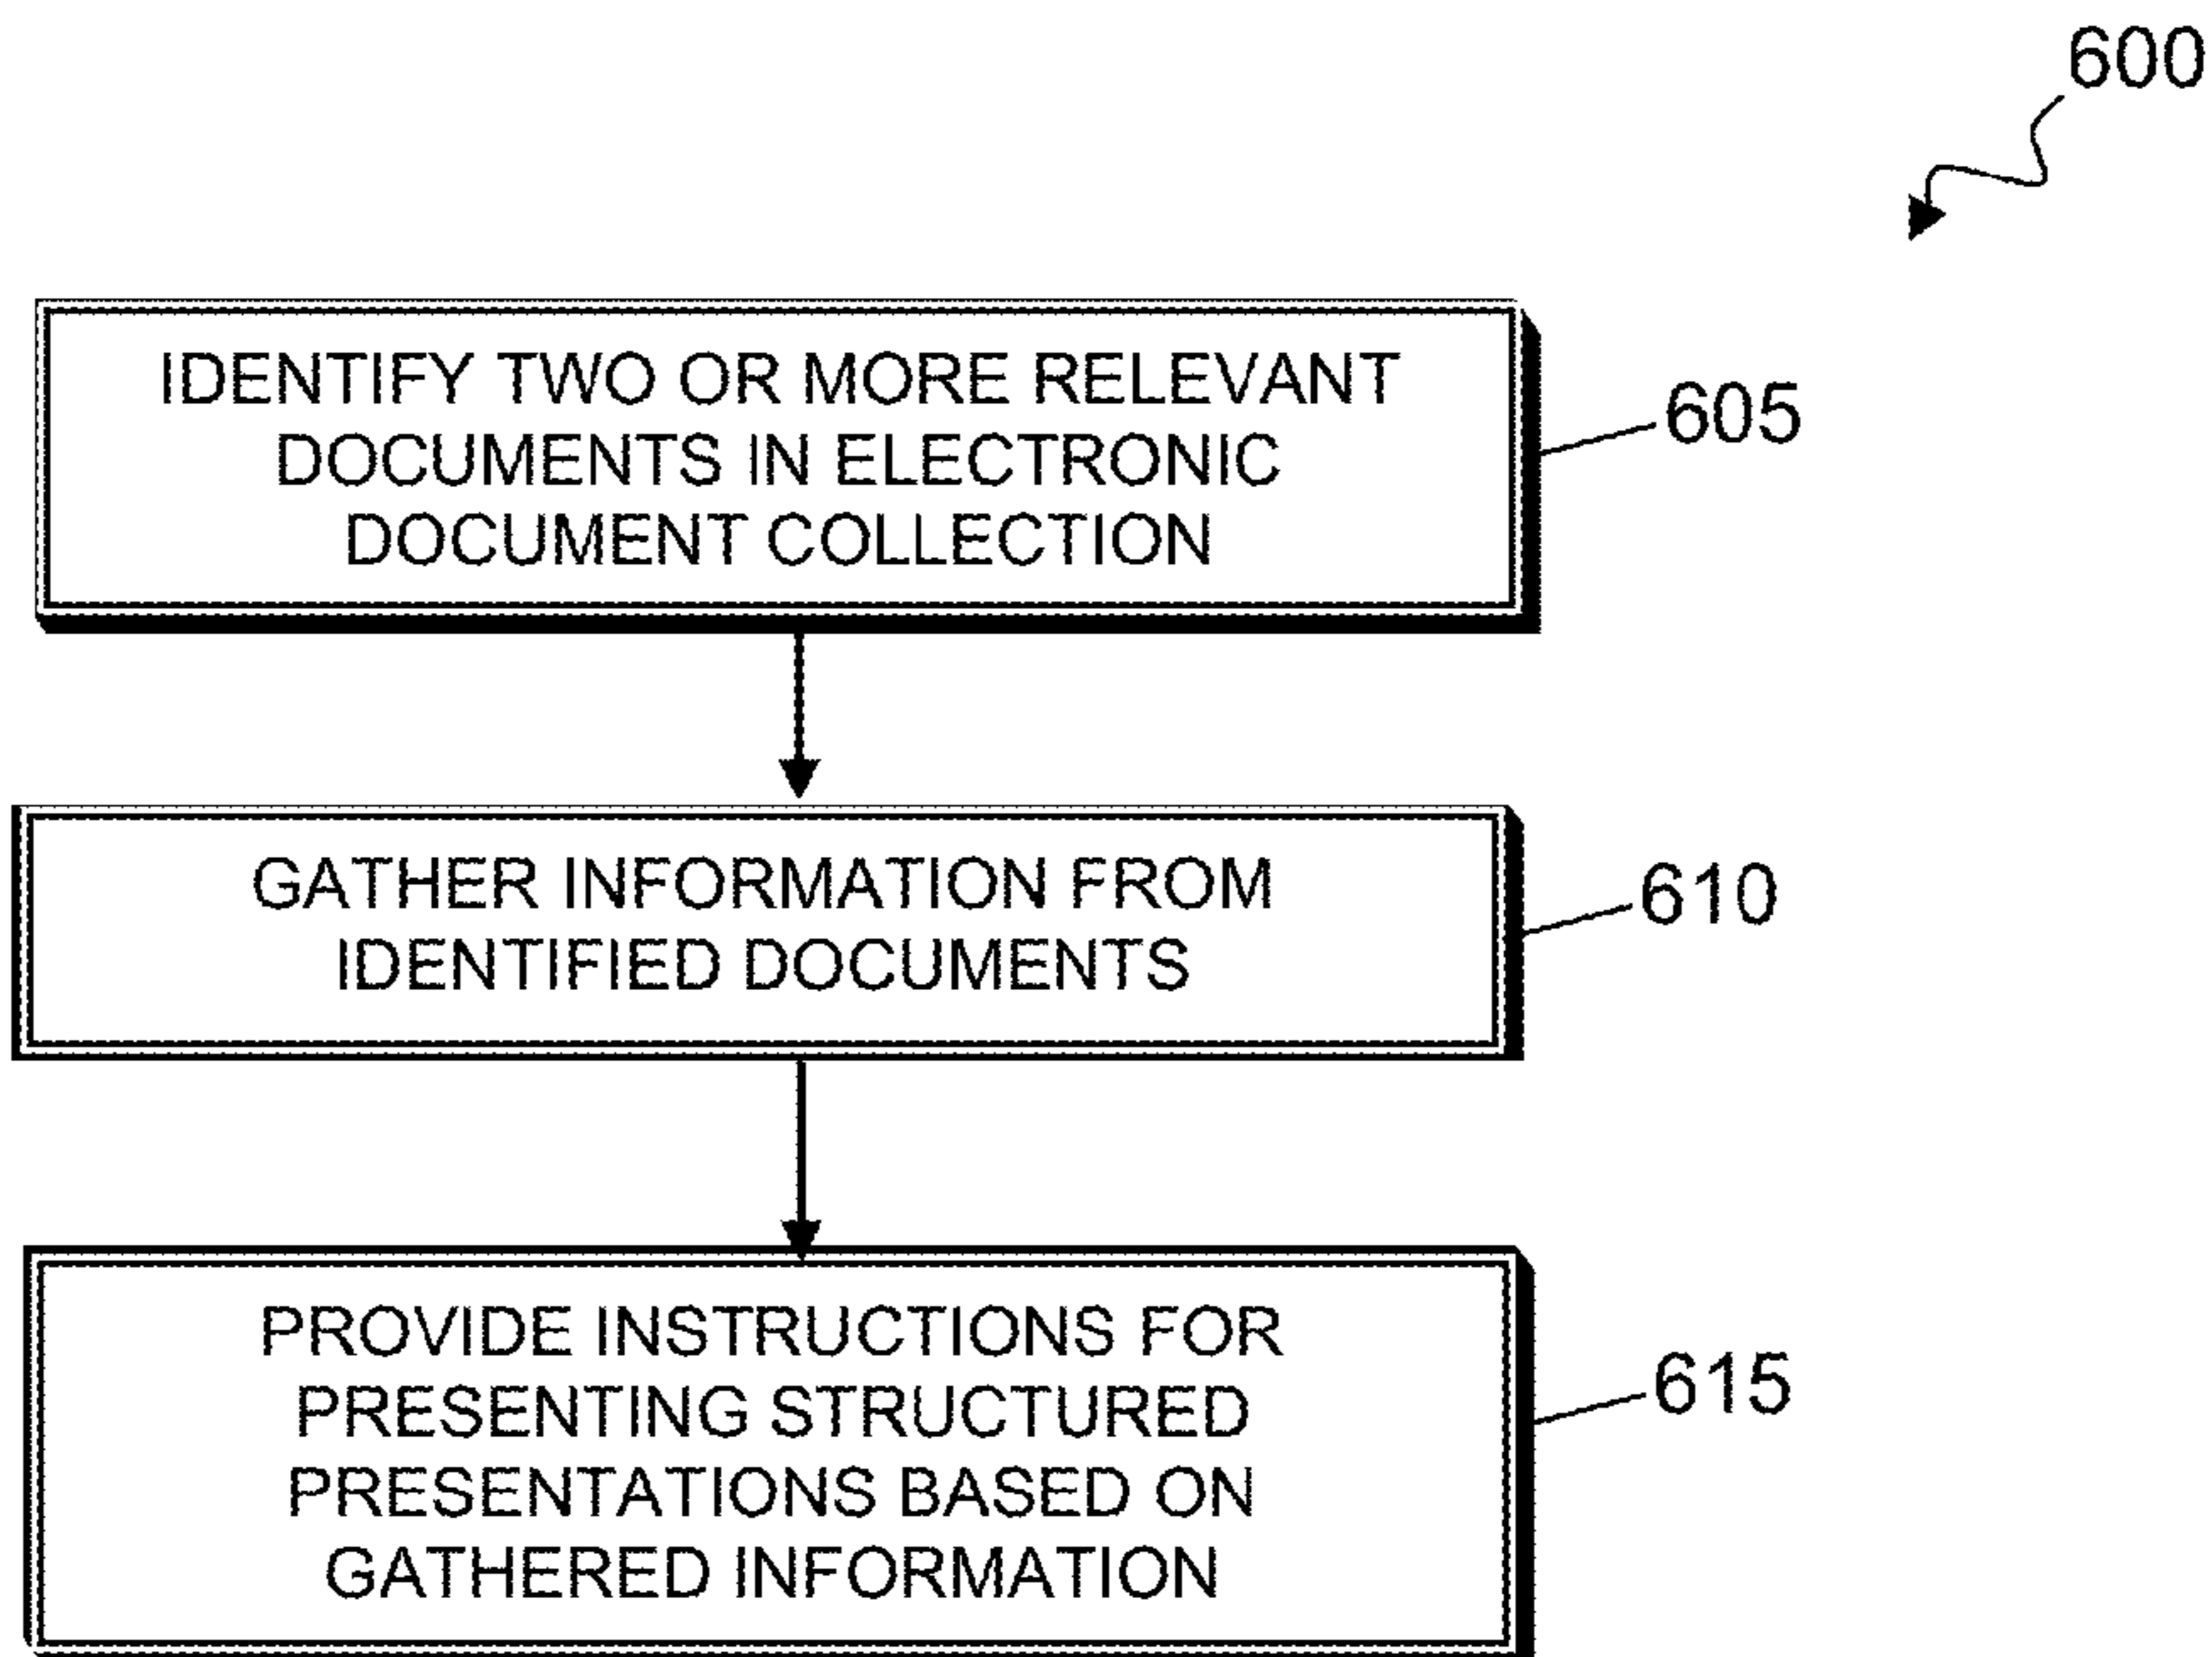 600
IDENTIFY TWO OR MORE RELEVANT
DOCUMENTS IN ELECTRONIC
DOCUMENT COLLECTION
605
GATHER INFORMATION FROM
IDENTIFIED DOCUMENTS
610
PROVIDE INSTRUCTIONS FOR
PRESENTING STRUCTURED
PRESENTATIONS BASED ON
GATHERED INFORMATION
615